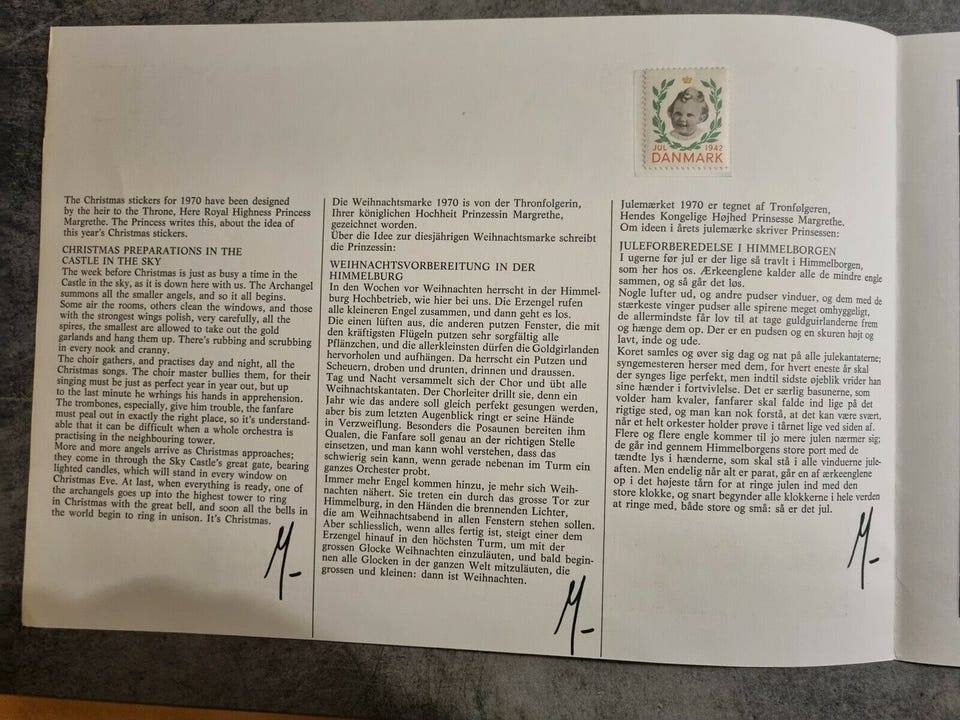 JUL 1942
DANMARK
The Christmas stickers for 1970 have been designed
by the heir to the Throne, Here Royal Highness Princess
Margrethe. The Princess writes this, about the idea of
this year's Christmas stickers.
CHRISTMAS PREPARATIONS IN THE
CASTLE IN THE SKY
The week before Christmas is just as busy a time in the
Castle in the sky, as it is down here with us. The Archangel
summons all the smaller angels, and so it all begins.
Some air the rooms, others clean the windows, and those
with the strongest wings polish, very carefully, all the
spires, the smallest are allowed to take out the gold
garlands and hang them up. There's rubbing and scrubbing
in every nook and cranny.
The choir gathers, and practises day and night, all the
Christmas songs. The choir master bullies them, for their
singing must be just as perfect year in year out, but up
to the last minute he whrings his hands in apprehension.
The trombones, especially, give him trouble, the fanfare
must peal out in exactly the right place, so it's understand-
able that it can be difficult when a whole orchestra is
practising in the neighbouring tower.
More and more angels arrive as Christmas approaches;
they come in through the Sky Castle's great gate, bearing
lighted candles, which will stand in every window on
Christmas Eve. At last, when everything is ready, one of
the archangels goes up into the highest tower to ring
in Christmas with the great bell, and soon all the bells in
the world begin to ring in unison. It's Christmas.
M
Die Weihnachtsmarke 1970 is von der Thronfolgerin,
Ihrer königlichen Hochheit Prinzessin Margrethe,
gezeichnet worden.
Über die Idee zur diesjährigen Weihnachtsmarke schreibt
die Prinzessin:
WEIHNACHTSVORBEREITUNG IN DER
HIMMELBURG
In den Wochen vor Weihnachten herrscht in der Himmel-
burg Hochbetrieb, wie hier bei uns. Die Erzengel rufen
alle kleineren Engel zusammen, und dann geht es los.
Die einen lüften aus, die anderen putzen Fenster, die mit
den kräftigsten Flügeln putzen sehr sorgfältig alle
Pflänzchen, und die allerkleinsten dürfen die Goldgirlanden
hervorholen und aufhängen. Da herrscht ein Putzen und
Scheuern, droben und drunten, drinnen und draussen.
Tag und Nacht versammelt sich der Chor und übt alle
Weihnachtskantaten. Der Chorleiter drillt sie, denn ein
Jahr wie das andere soll gleich perfekt gesungen werden,
aber bis zum letzten Augenblick ringt er seine Hände
in Verzweiflung. Besonders die Posaunen bereiten ihm
Qualen, die Fanfare soll genau an der richtigen Stelle
einsetzen, und man kann wohl verstehen, dass das
schwierig sein kann, wenn gerade nebenan im Turm ein
ganzes Orchester probt.
Immer mehr Engel kommen hinzu, je mehr sich Weih-
nachten nähert. Sie treten ein durch das grosse Tor zur
Himmelburg, in den Händen die brennenden Lichter,
die am Weihnachtsabend in allen Fenstern stehen sollen.
Aber schliesslich, wenn alles fertig ist, steigt einer dem
Erzengel hinauf in den höchsten Turm, um mit der
grossen Glocke Weihnachten einzuläuten, und bald begin-
nen alle Glocken in der ganzen Welt mitzuläuten, die
grossen und kleinen: dann ist Weihnachten.
M
Julemærket 1970 er tegnet af Tronfølgeren,
Hendes Kongelige Højhed Prinsesse Margrethe.
Om ideen i årets julemærke skriver Prinsessen:
JULEFORBEREDELSE I HIMMELBORGEN
I ugerne før jul er der lige så travlt i Himmelborgen,
som her hos os. Ærkeenglene kalder alle de mindre engle
sammen, og så går det løs.
Nogle lufter ud, og andre pudser vinduer, og dem med de
stærkeste vinger pudser alle spirene meget omhyggeligt,
de allermindste får lov til at tage guldguirlanderne frem
og hænge dem op. Der er en pudsen og en skuren højt og
lavt, inde og ude.
Koret samles og øver sig dag og nat på alle julekantaterne;
syngemesteren herser med dem, for hvert eneste år skal
der synges lige perfekt, men indtil sidste øjeblik vrider han
sine hænder i fortvivlelse. Det er særlig basunerne, som
volder ham kvaler, fanfarer skal falde ind lige på det
rigtige sted, og man kan nok forstå, at det kan være svært,
når et helt orkester holder prøve i tårnet lige ved siden af.
Flere og flere engle kommer til jo mere julen nærmer sig;
de går ind gennem Himmelborgens store port med de
tændte lys i hænderne, som skal stå i alle vinduerne jule-
aften. Men endelig når alt er parat, går en af ærkeenglene
op i det højeste tårn for at ringe julen ind med den
store klokke, og snart begynder alle klokkerne i hele verden
at ringe med, både store og små: så er det jul.
M